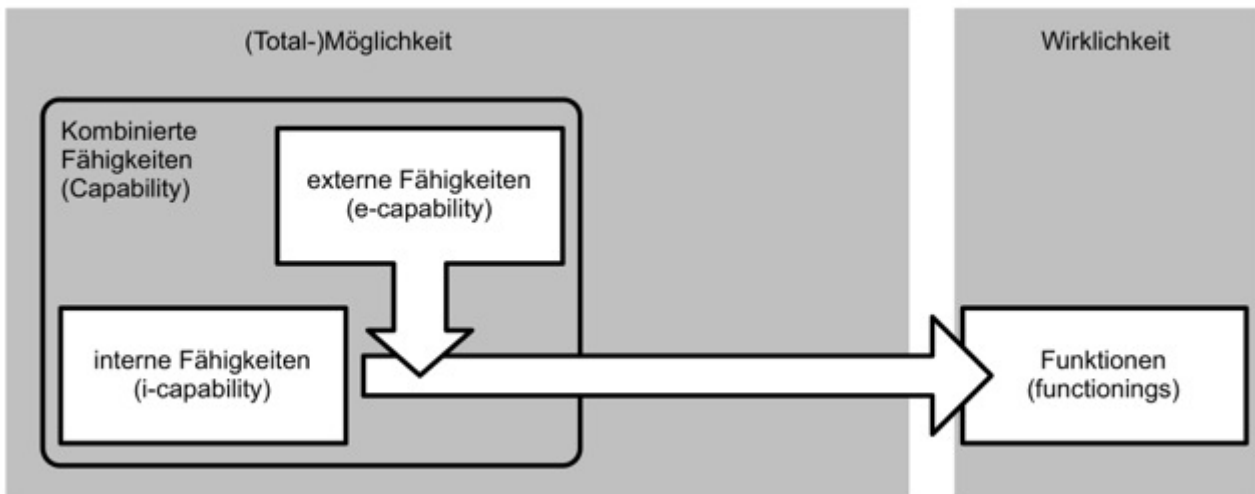 (Total-)Möglichkeit
Wirklichkeit
Kombinierte
Fähigkeiten
(Capability)
externe Fähigkeiten
(e-capability)
interne Fähigkeiten
(i-capability)
Funktionen
(functionings)